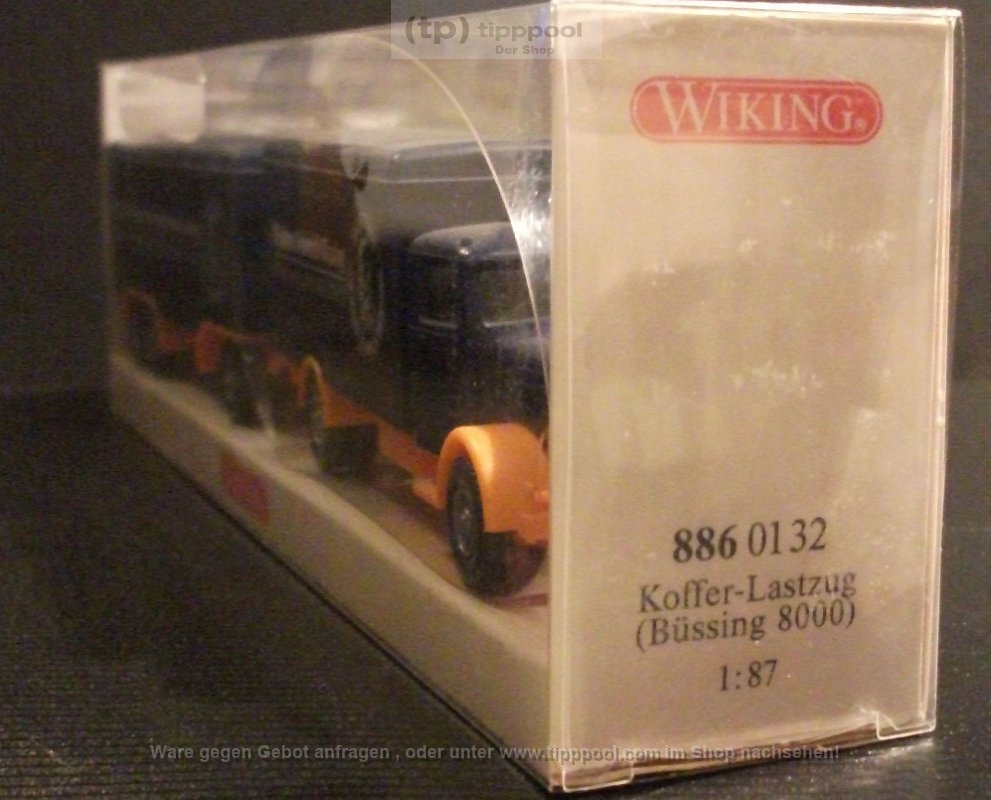 (tp) tipppool
Der Shop
WIKING®
886 0132
Koffer-Lastzug
(Büssing 8000)
1:87
Ware gegen Gebot anfragen , oder unter www.tipppool.com im Shop nachsehen!